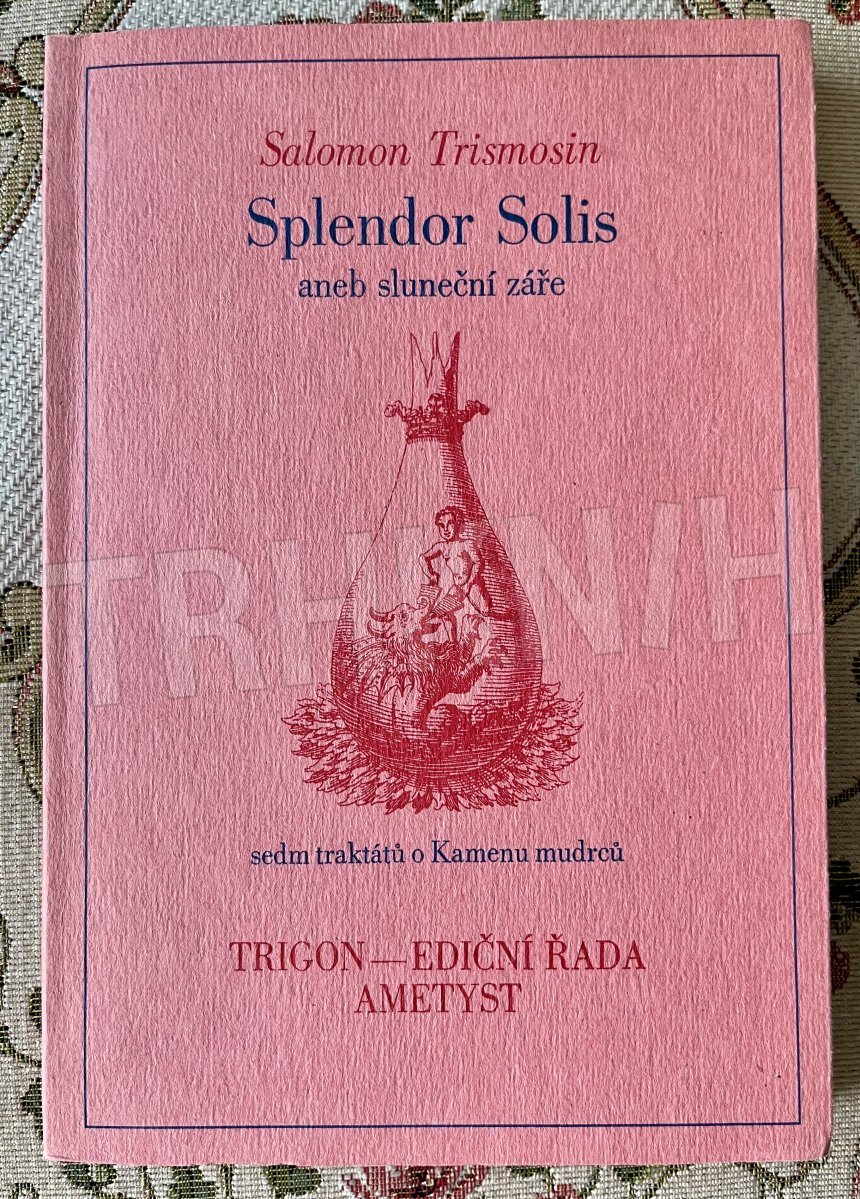 Salomon Trismosin
Splendor Solis
aneb sluneční záře
sedm traktátů o Kamenu mudrců
TRIGON—EDIČNÍ ŘADA
AMETYST